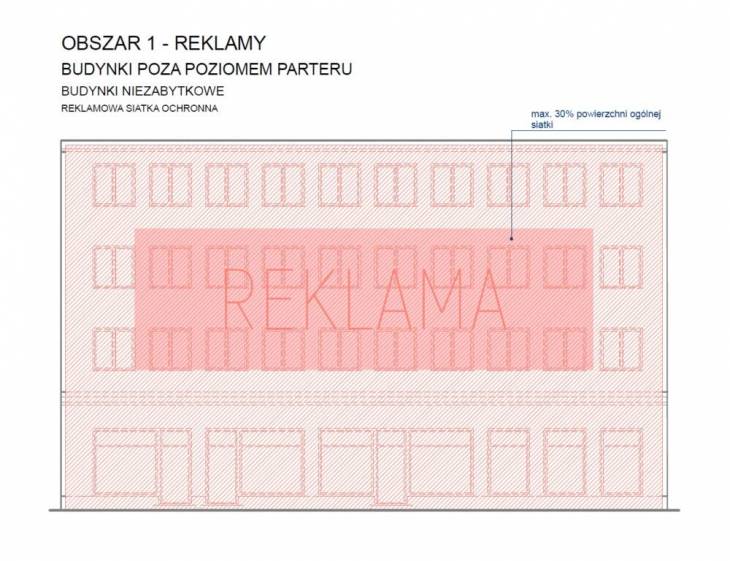 OBSZAR 1 - REKLAMY
BUDYNKI POZA POZIOMEM PARTERU
BUDYNKI NIEZABYTKOWE
REKLAMOWA SIATKA OCHRONNA
max. 30% powierzchni ogólnej
siatki
REKLAMA